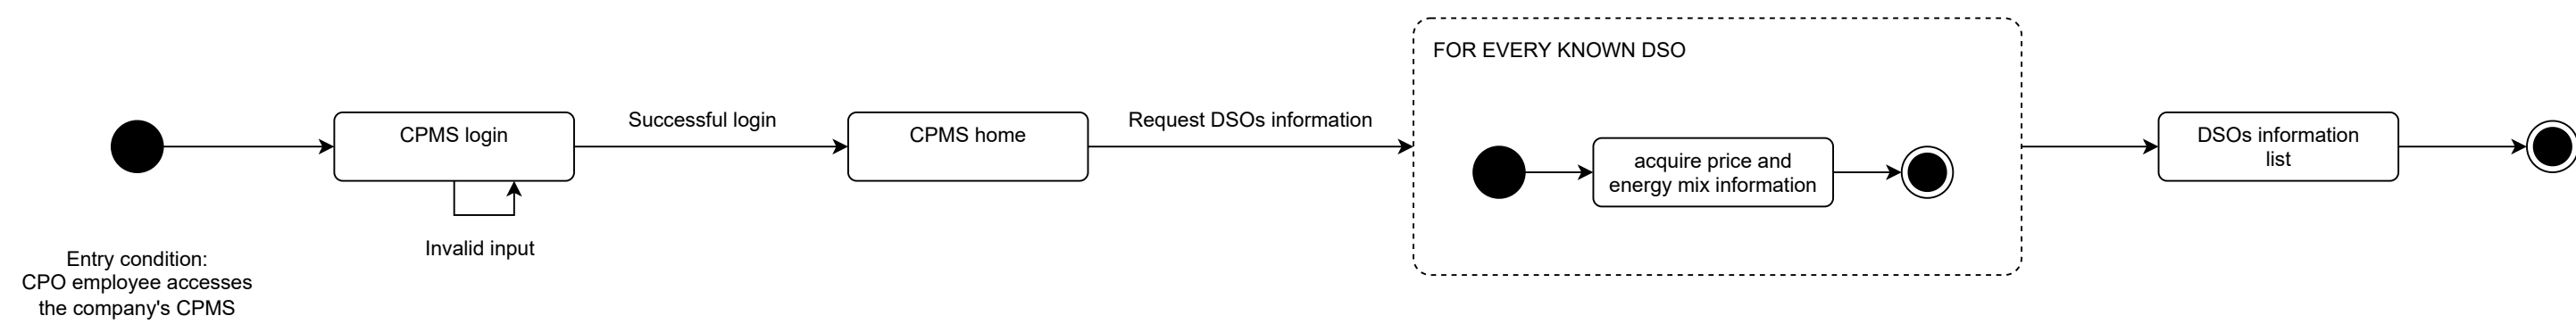 Entry condition:
CPO employee accesses
the company's CPMS
CPMS login
Invalid input
Successful login
CPMS home
Request DSOs information
FOR EVERY KNOWN DSO
acquire price and
energy mix information
DSOs information
list